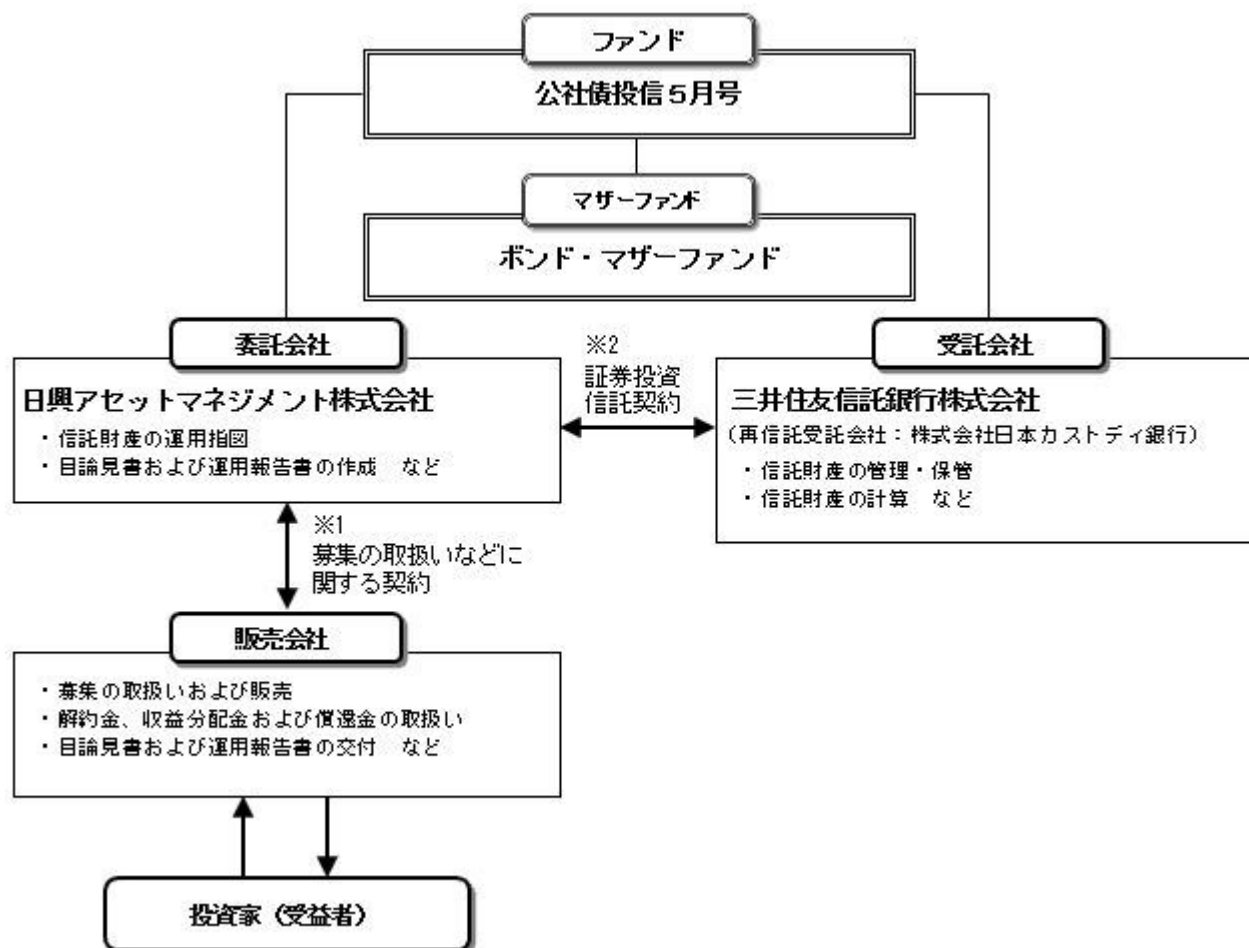 ファンド
公社債投信5月号
マザーファンド
ボンド・マザーファンド
委託会社
日興アセットマネジメント株式会社
・信託財産の運用指図
・目論見書および運用報告書の作成 など
※2
証券投資
信託契約
受託会社
三井住友信託銀行株式会社
(再信託受託会社:株式会社日本カストディ銀行)
・信託財産の管理・保管
・信託財産の計算 など
※1
募集の取扱いなどに
関する契約
販売会社
・募集の取扱いおよび販売
・解約金、収益分配金および償還金の取扱い
・目論見書および運用報告書の交付 など
投資家(受益者)